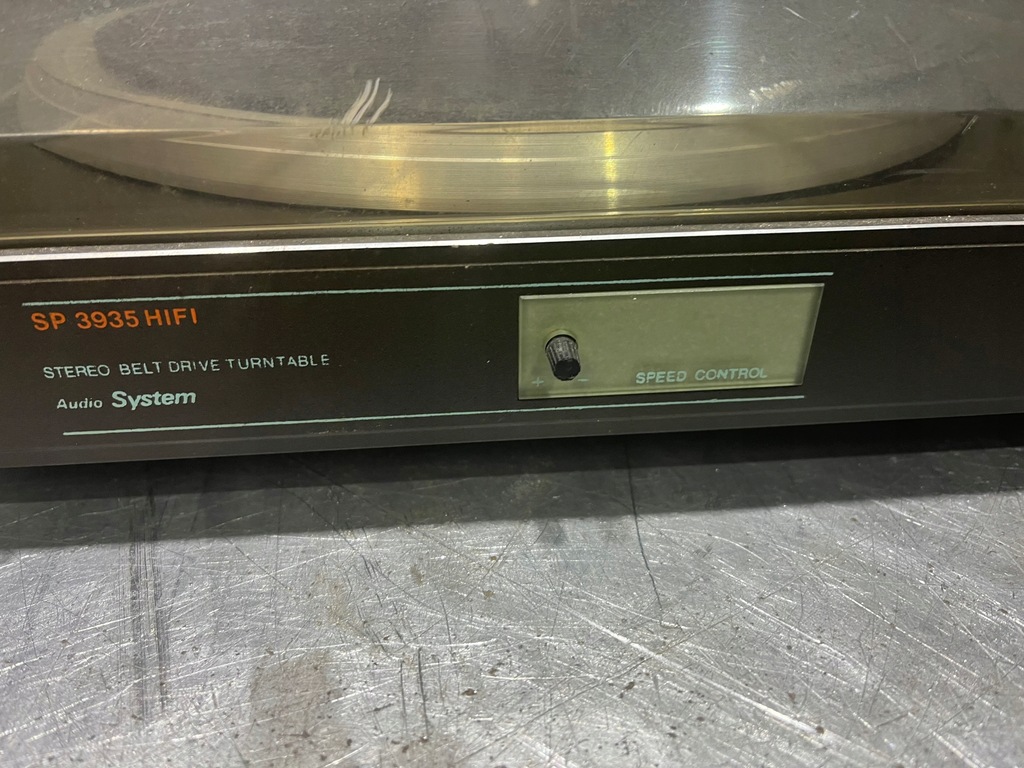 SP 3935 HIFI
STEREO BELT DRIVE TURNTABLE
Audio System
+ -
SPEED CONTROL